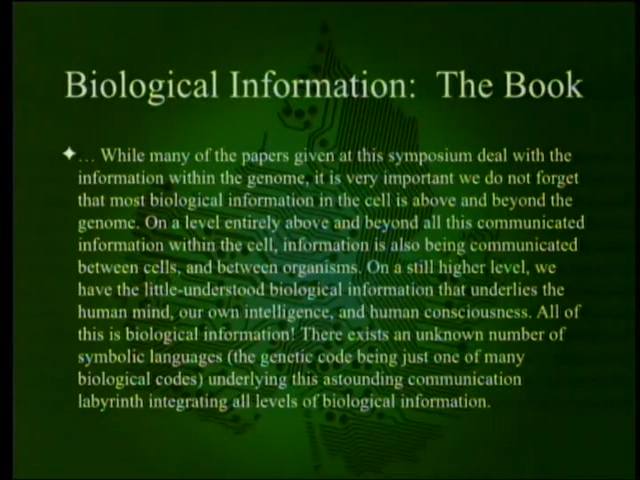 Biological Information:  The Book
✦… While many of the papers given at this symposium deal with the
information within the genome, it is very important we do not forget
that most biological information in the cell is above and beyond the
genome. On a level entirely above and beyond all this communicated
information within the cell, information is also being communicated
between cells, and between organisms. On a still higher level, we
have the little-understood biological information that underlies the
human mind, our own intelligence, and human consciousness. All of
this is biological information! There exists an unknown number of
symbolic languages (the genetic code being just one of many
biological codes) underlying this astounding communication
labyrinth integrating all levels of biological information.